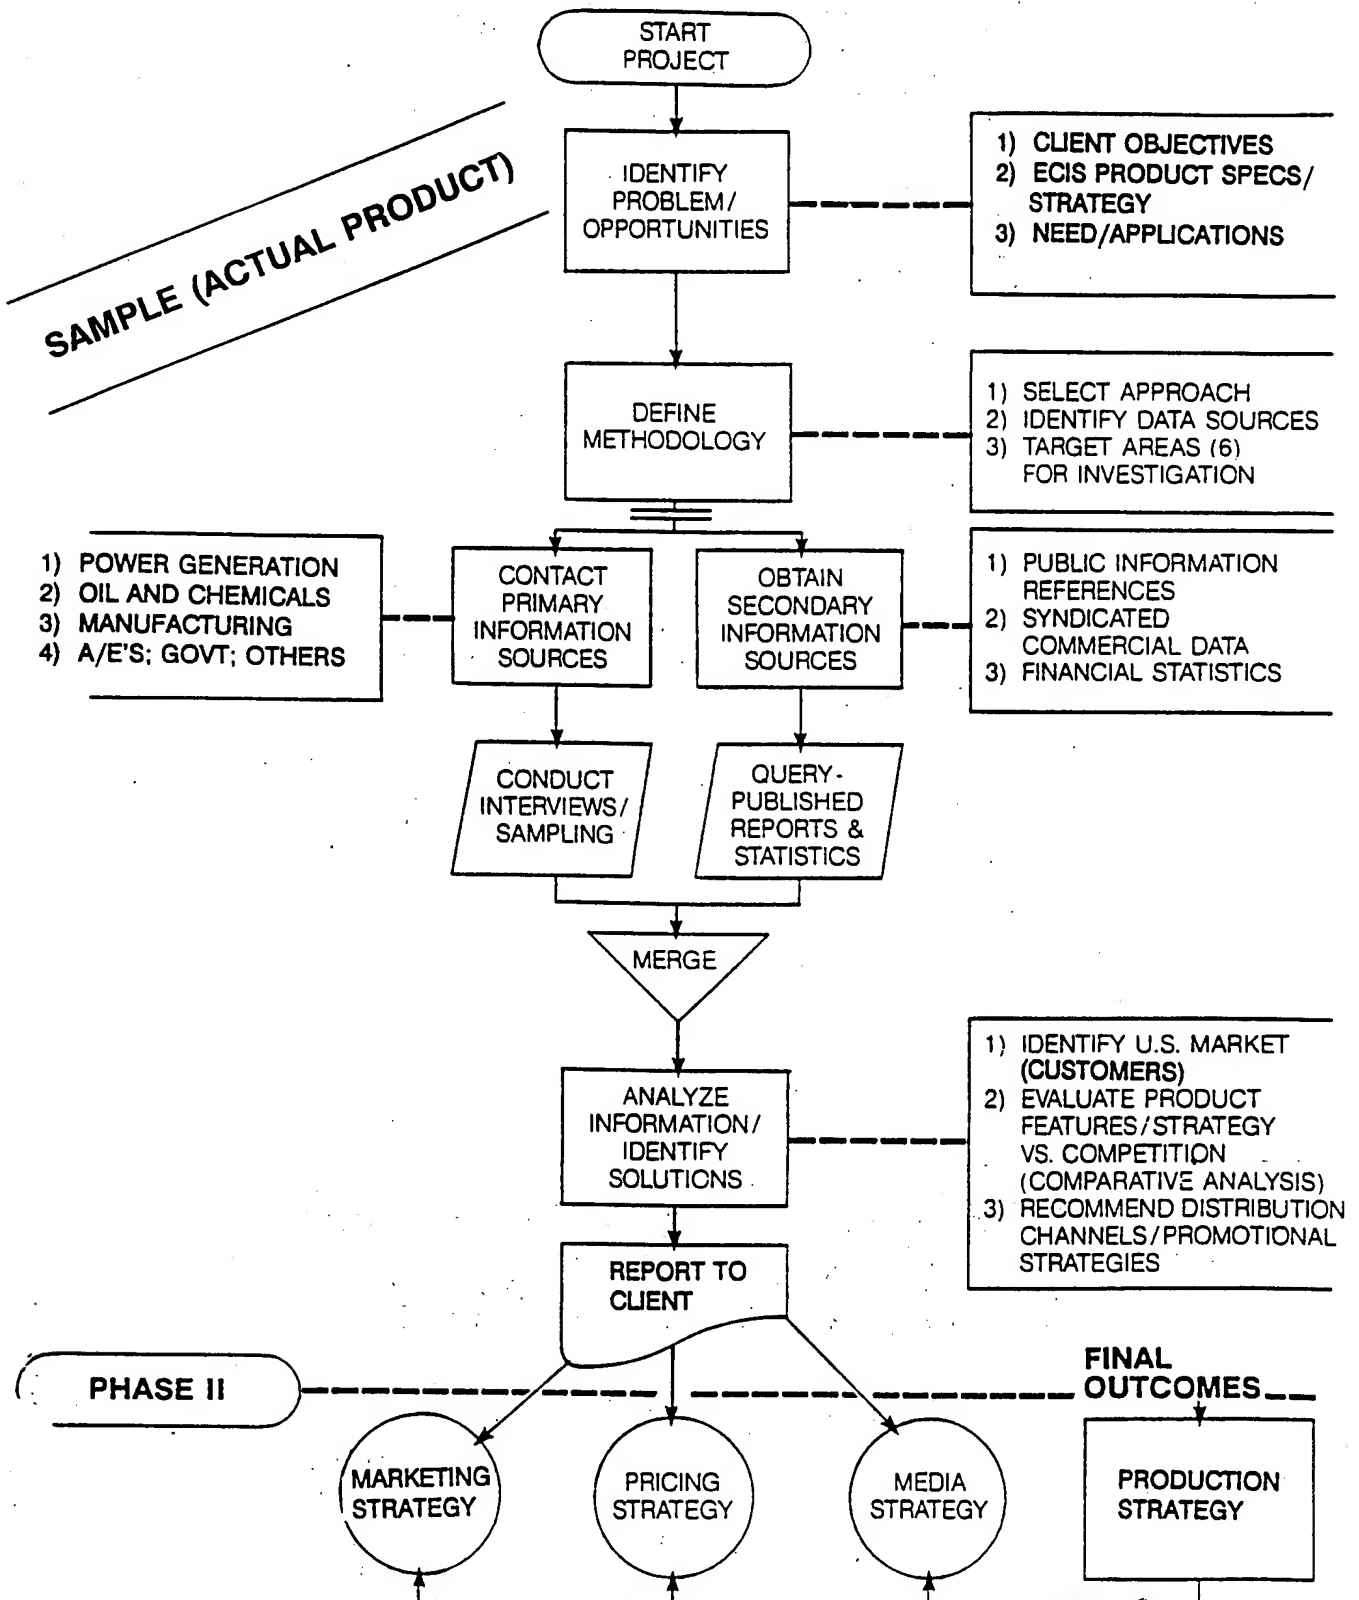 START
PROJECT
SAMPLE (ACTUAL PRODUCT)
IDENTIFY
PROBLEM/
OPPORTUNITIES
1) CLIENT OBJECTIVES
2) ECIS PRODUCT SPECS/
STRATEGY
3) NEED/APPLICATIONS
DEFINE
METHODOLOGY
1) SELECT APPROACH
2) IDENTIFY DATA SOURCES
3) TARGET AREAS (6)
FOR INVESTIGATION
1) POWER GENERATION
2) OIL AND CHEMICALS
3) MANUFACTURING
4) A/E'S; GOVT; OTHERS
CONTACT
PRIMARY
INFORMATION
SOURCES
OBTAIN
SECONDARY
INFORMATION
SOURCES
1) PUBLIC INFORMATION
REFERENCES
2) SYNDICATED
COMMERCIAL DATA
3) FINANCIAL STATISTICS
CONDUCT
INTERVIEWS/
SAMPLING
QUERY-
PUBLISHED
REPORTS &
STATISTICS
MERGE
ANALYZE
INFORMATION/
IDENTIFY
SOLUTIONS
1) IDENTIFY U.S. MARKET
(CUSTOMERS)
2) EVALUATE PRODUCT
FEATURES/STRATEGY
VS. COMPETITION
(COMPARATIVE ANALYSIS)
3) RECOMMEND DISTRIBUTION
CHANNELS/PROMOTIONAL
STRATEGIES
REPORT TO
CLIENT
PHASE II
FINAL
OUTCOMES
MARKETING
STRATEGY
PRICING
STRATEGY
MEDIA
STRATEGY
PRODUCTION
STRATEGY